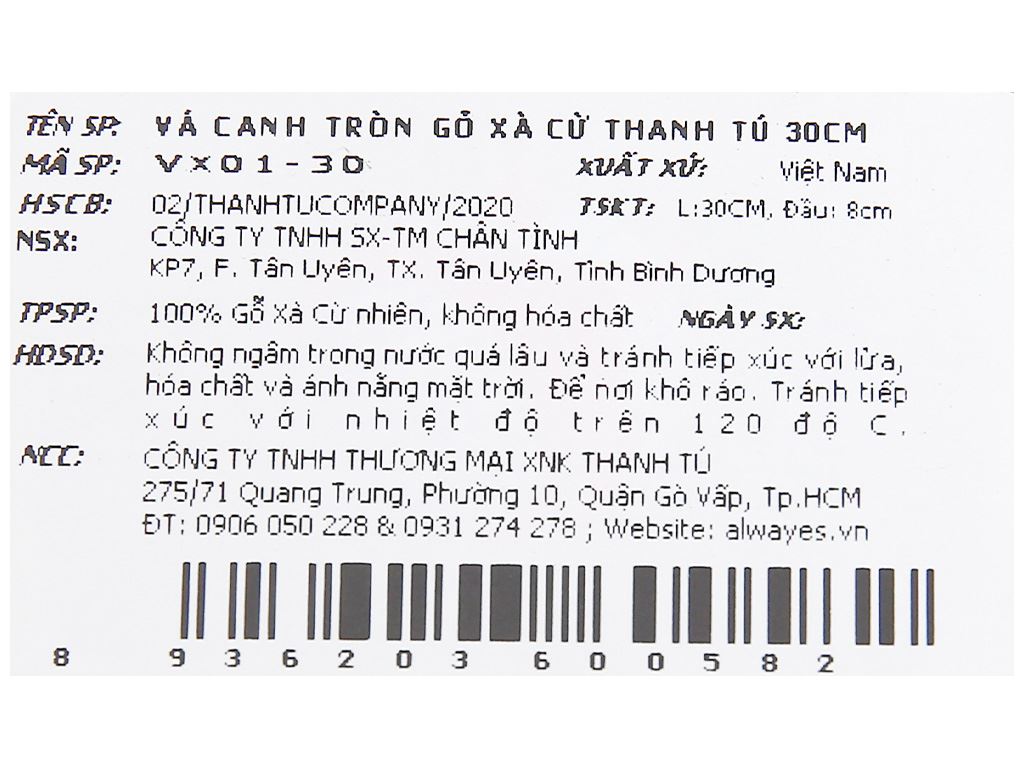 TÊN SP: VÁ CANH TRÒN GỖ XÀ CỪ THANH TÚ 30CM
MÃ SP: VX01-30 XUẤT XỨ: Việt Nam
HSCB: 02/THANHTUCOMPANY/2020 TSKT: L:30CM, Đầu: 8cm
NSX: CÔNG TY TNHH SX-TM CHÂN TÌNH
KP7, F. Tân Uyên, TX. Tân Uyên, Tỉnh Bình Dương
TPSP: 100% Gỗ Xà Cừ nhiên, không hóa chất NGÀY SX:
HDSD: Không ngâm trong nước quá lâu và tránh tiếp xúc với lửa,
hóa chất và ánh nắng mặt trời. Để nơi khô ráo. Tránh tiếp
xúc với nhiệt độ trên 120 độ C.
NCC: CÔNG TY TNHH THƯƠNG MẠI XNK THANH TÚ
275/71 Quang Trung, Phường 10, Quận Gò Vấp, Tp.HCM
ĐT: 0906 050 228 & 0931 274 278 ; Website: alwayes.vn
8 936203 600582